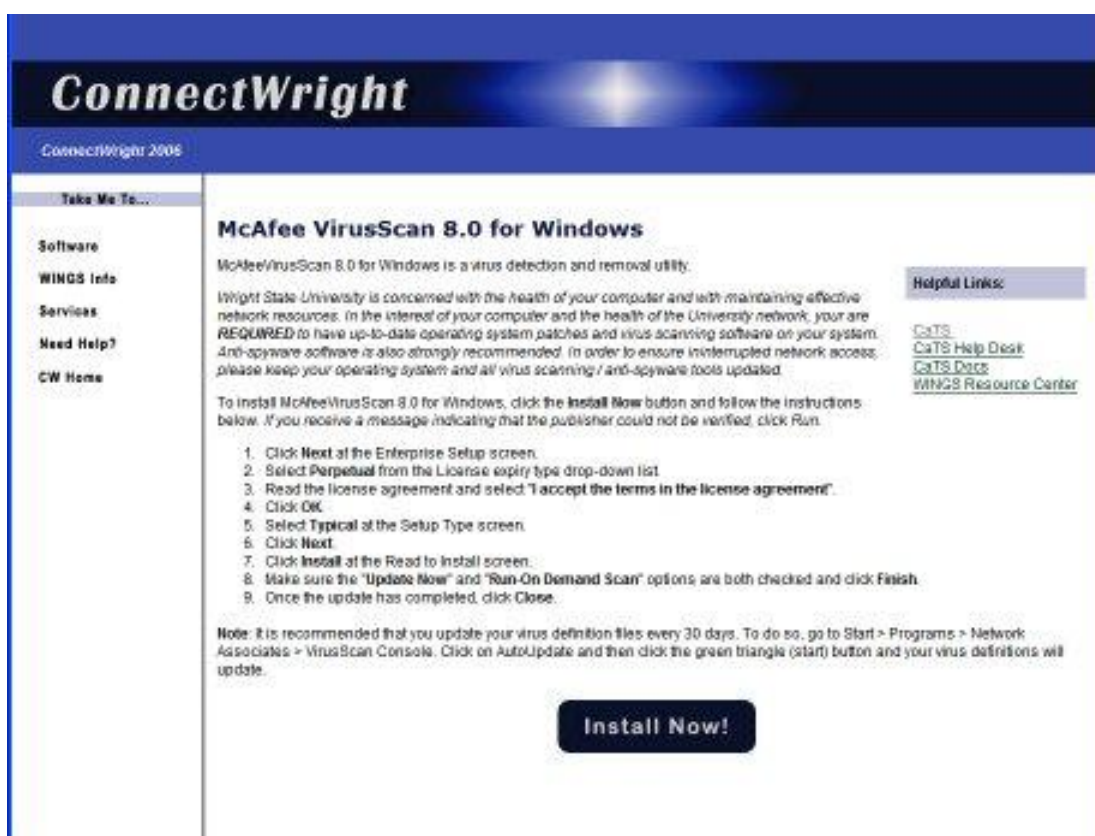 ConnectWright
ConnectWright 2006
Take Me To...
Software
WINGS Info
Services
Need Help?
CW Home
McAfee VirusScan 8.0 for Windows
McAfeeVirusScan 8.0 for Windows is a virus detection and removal utility.
Wright State University is concerned with the health of your computer and with maintaining effective
network resources. In the interest of your computer and the health of the University network, your are
REQUIRED to have up-to-date operating system patches and virus scanning software on your system.
Anti-spyware software is also strongly recommended. In order to ensure ininterrupted network access,
please keep your operating system and all virus scanning / anti-spyware tools updated.
To install McAfeeVirusScan 8.0 for Windows, click the Install Now button and follow the instructions
below. If you receive a message indicating that the publisher could not be verified, click Run.
1. Click Next at the Enterprise Setup screen.
2. Select Perpetual from the License expiry type drop-down list
3. Read the license agreement and select "I accept the terms in the license agreement".
4. Click OK.
5. Select Typical at the Setup Type screen.
6. Click Next.
7. Click Install at the Read to Install screen.
8. Make sure the "Update Now" and "Run-On Demand Scan" options are both checked and click Finish.
9. Once the update has completed, click Close.
Note: It is recommended that you update your virus definition files every 30 days. To do so, go to Start > Programs > Network
Associates > VirusScan Console. Click on AutoUpdate and then click the green triangle (start) button and your virus definitions will
update.
Install Now!
Helpful Links:
CaTS
CaTS Help Desk
CaTS Docs
WINGS Resource Center